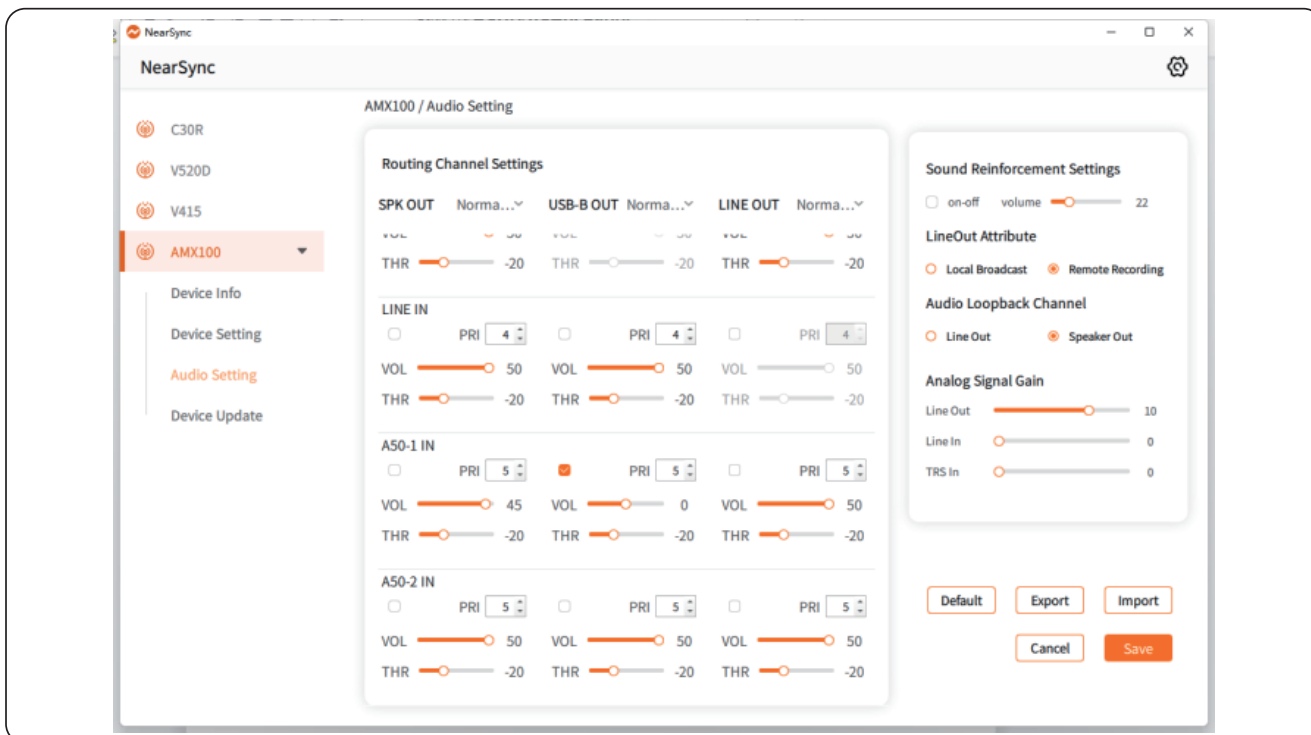 NearSync
NearSync
AMX100 / Audio Setting
C30R
V520D
V415
AMX100
Device Info
Device Setting
Audio Setting
Device Update
Routing Channel Settings
SPK OUT Norma... USB-B OUT Norma... LINE OUT Norma...
VOL 50 VOL 50 VOL 50
THR -20 THR -20 THR -20
LINE IN
PRI 4 PRI 4 PRI 4
VOL 50 VOL 50 VOL 50
THR -20 THR -20 THR -20
A50-1 IN
PRI 5 PRI 5 PRI 5
VOL 45 VOL 0 VOL 50
THR -20 THR -20 THR -20
A50-2 IN
PRI 5 PRI 5 PRI 5
VOL 50 VOL 50 VOL 50
THR -20 THR -20 THR -20
Sound Reinforcement Settings
on-off volume 22
LineOut Attribute
Local Broadcast Remote Recording
Audio Loopback Channel
Line Out Speaker Out
Analog Signal Gain
Line Out 10
Line In 0
TRS In 0
Default Export Import
Cancel Save